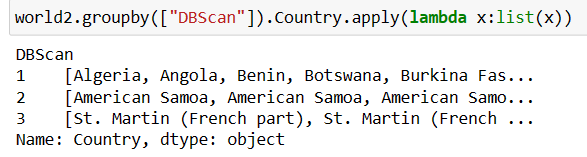 world2.groupby(["DBScan"]).Country.apply(lambda x:list(x))
DBScan
1    [Algeria, Angola, Benin, Botswana, Burkina Fas...
2    [American Samoa, American Samoa, American Samo...
3    [St. Martin (French part), St. Martin (French ...
Name: Country, dtype: object